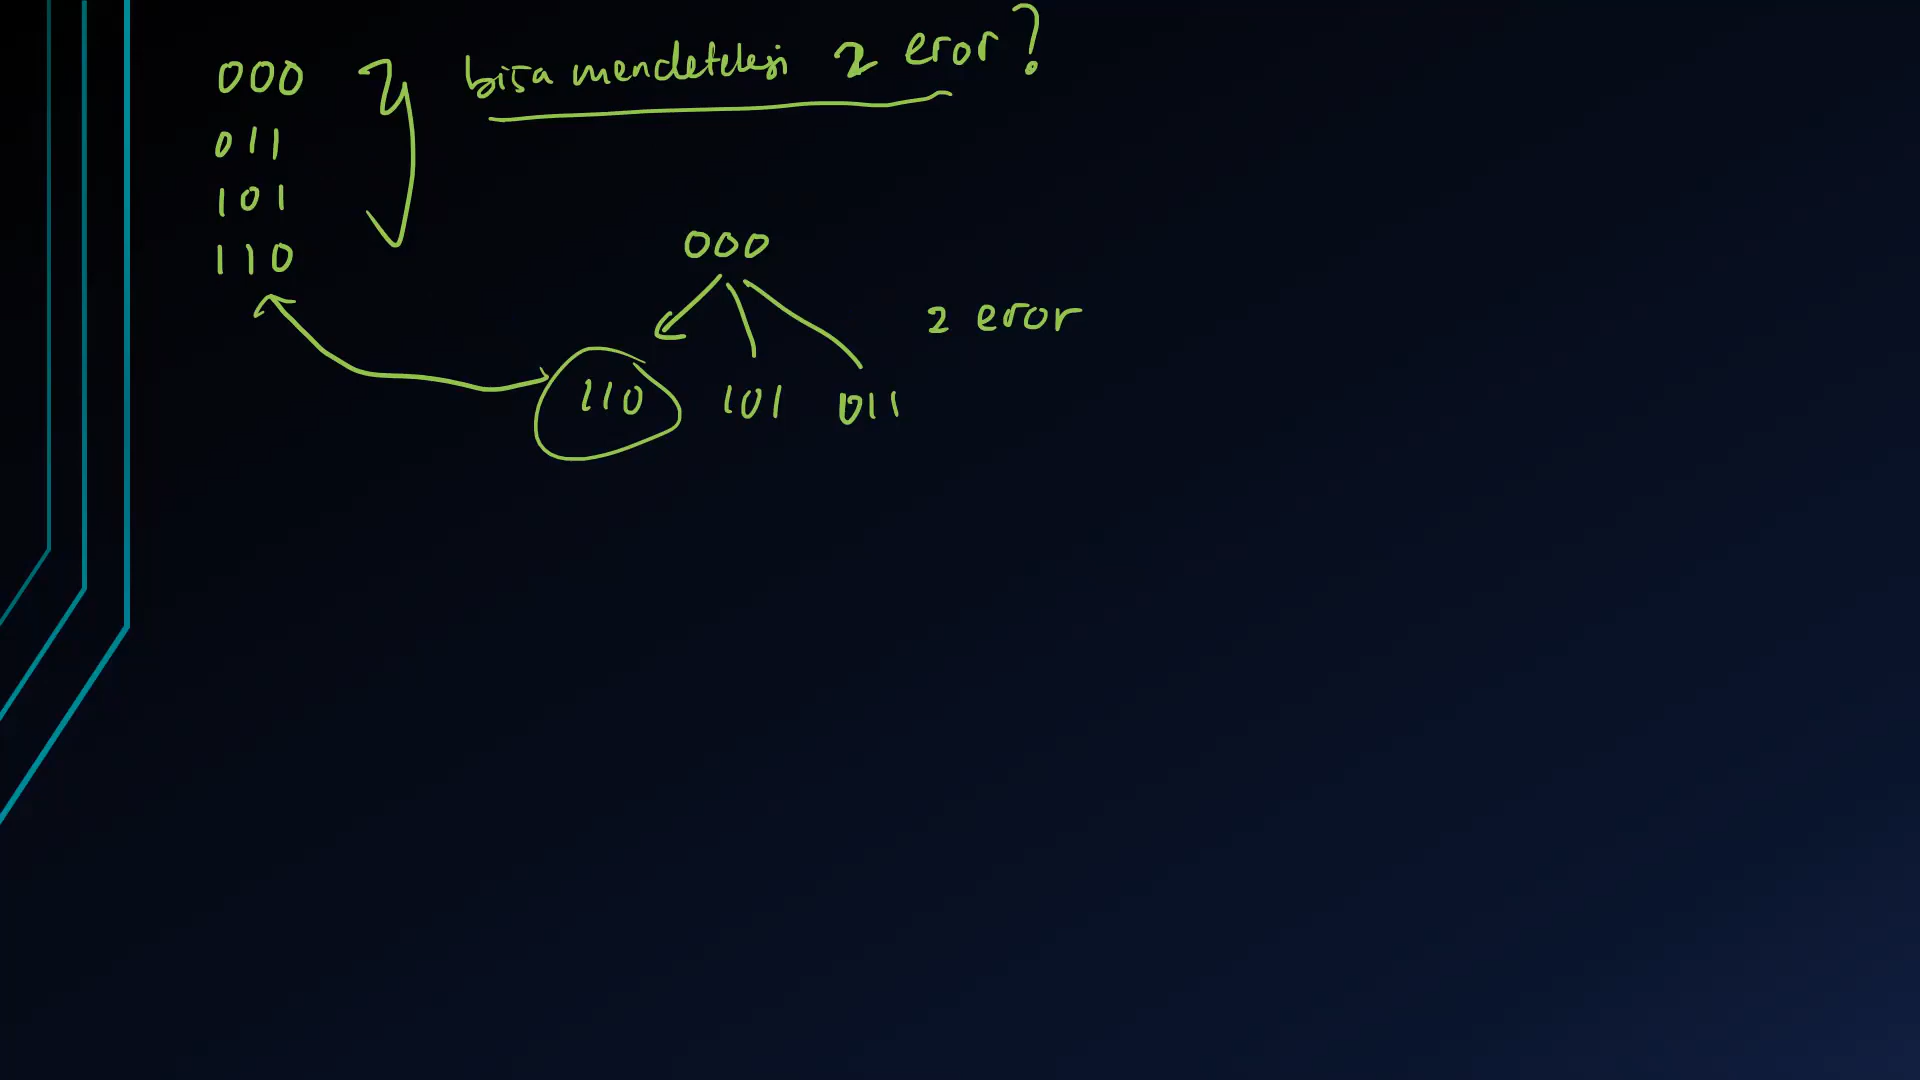 000 bisa mendeteksi 2 eror?
011
101
110
000
2 eror
110 101 011